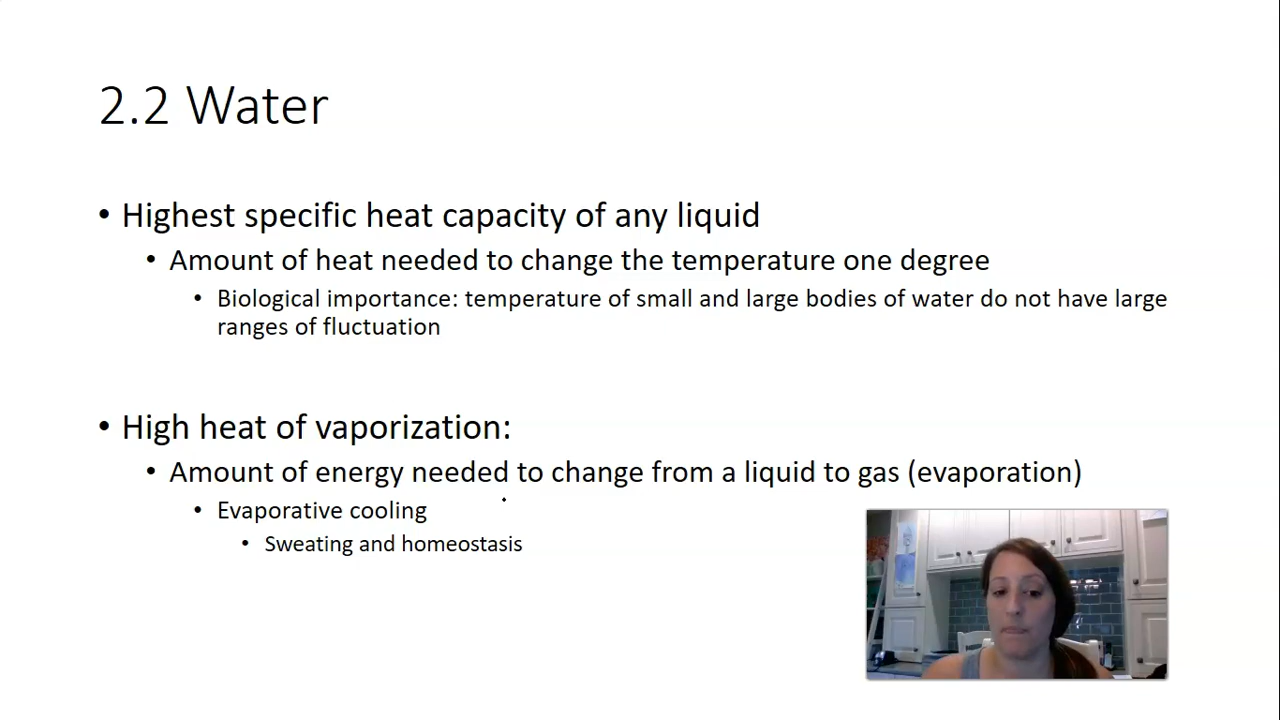 2.2 Water
• Highest specific heat capacity of any liquid
• Amount of heat needed to change the temperature one degree
• Biological importance: temperature of small and large bodies of water do not have large
ranges of fluctuation
• High heat of vaporization:
• Amount of energy needed to change from a liquid to gas (evaporation)
• Evaporative cooling
• Sweating and homeostasis